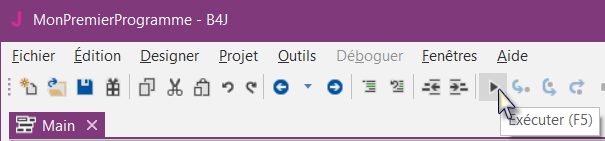 MonPremierProgramme - B4J
Fichier Édition Designer Projet Outils Déboguer Fenêtres Aide
Exécuter (F5)
Main